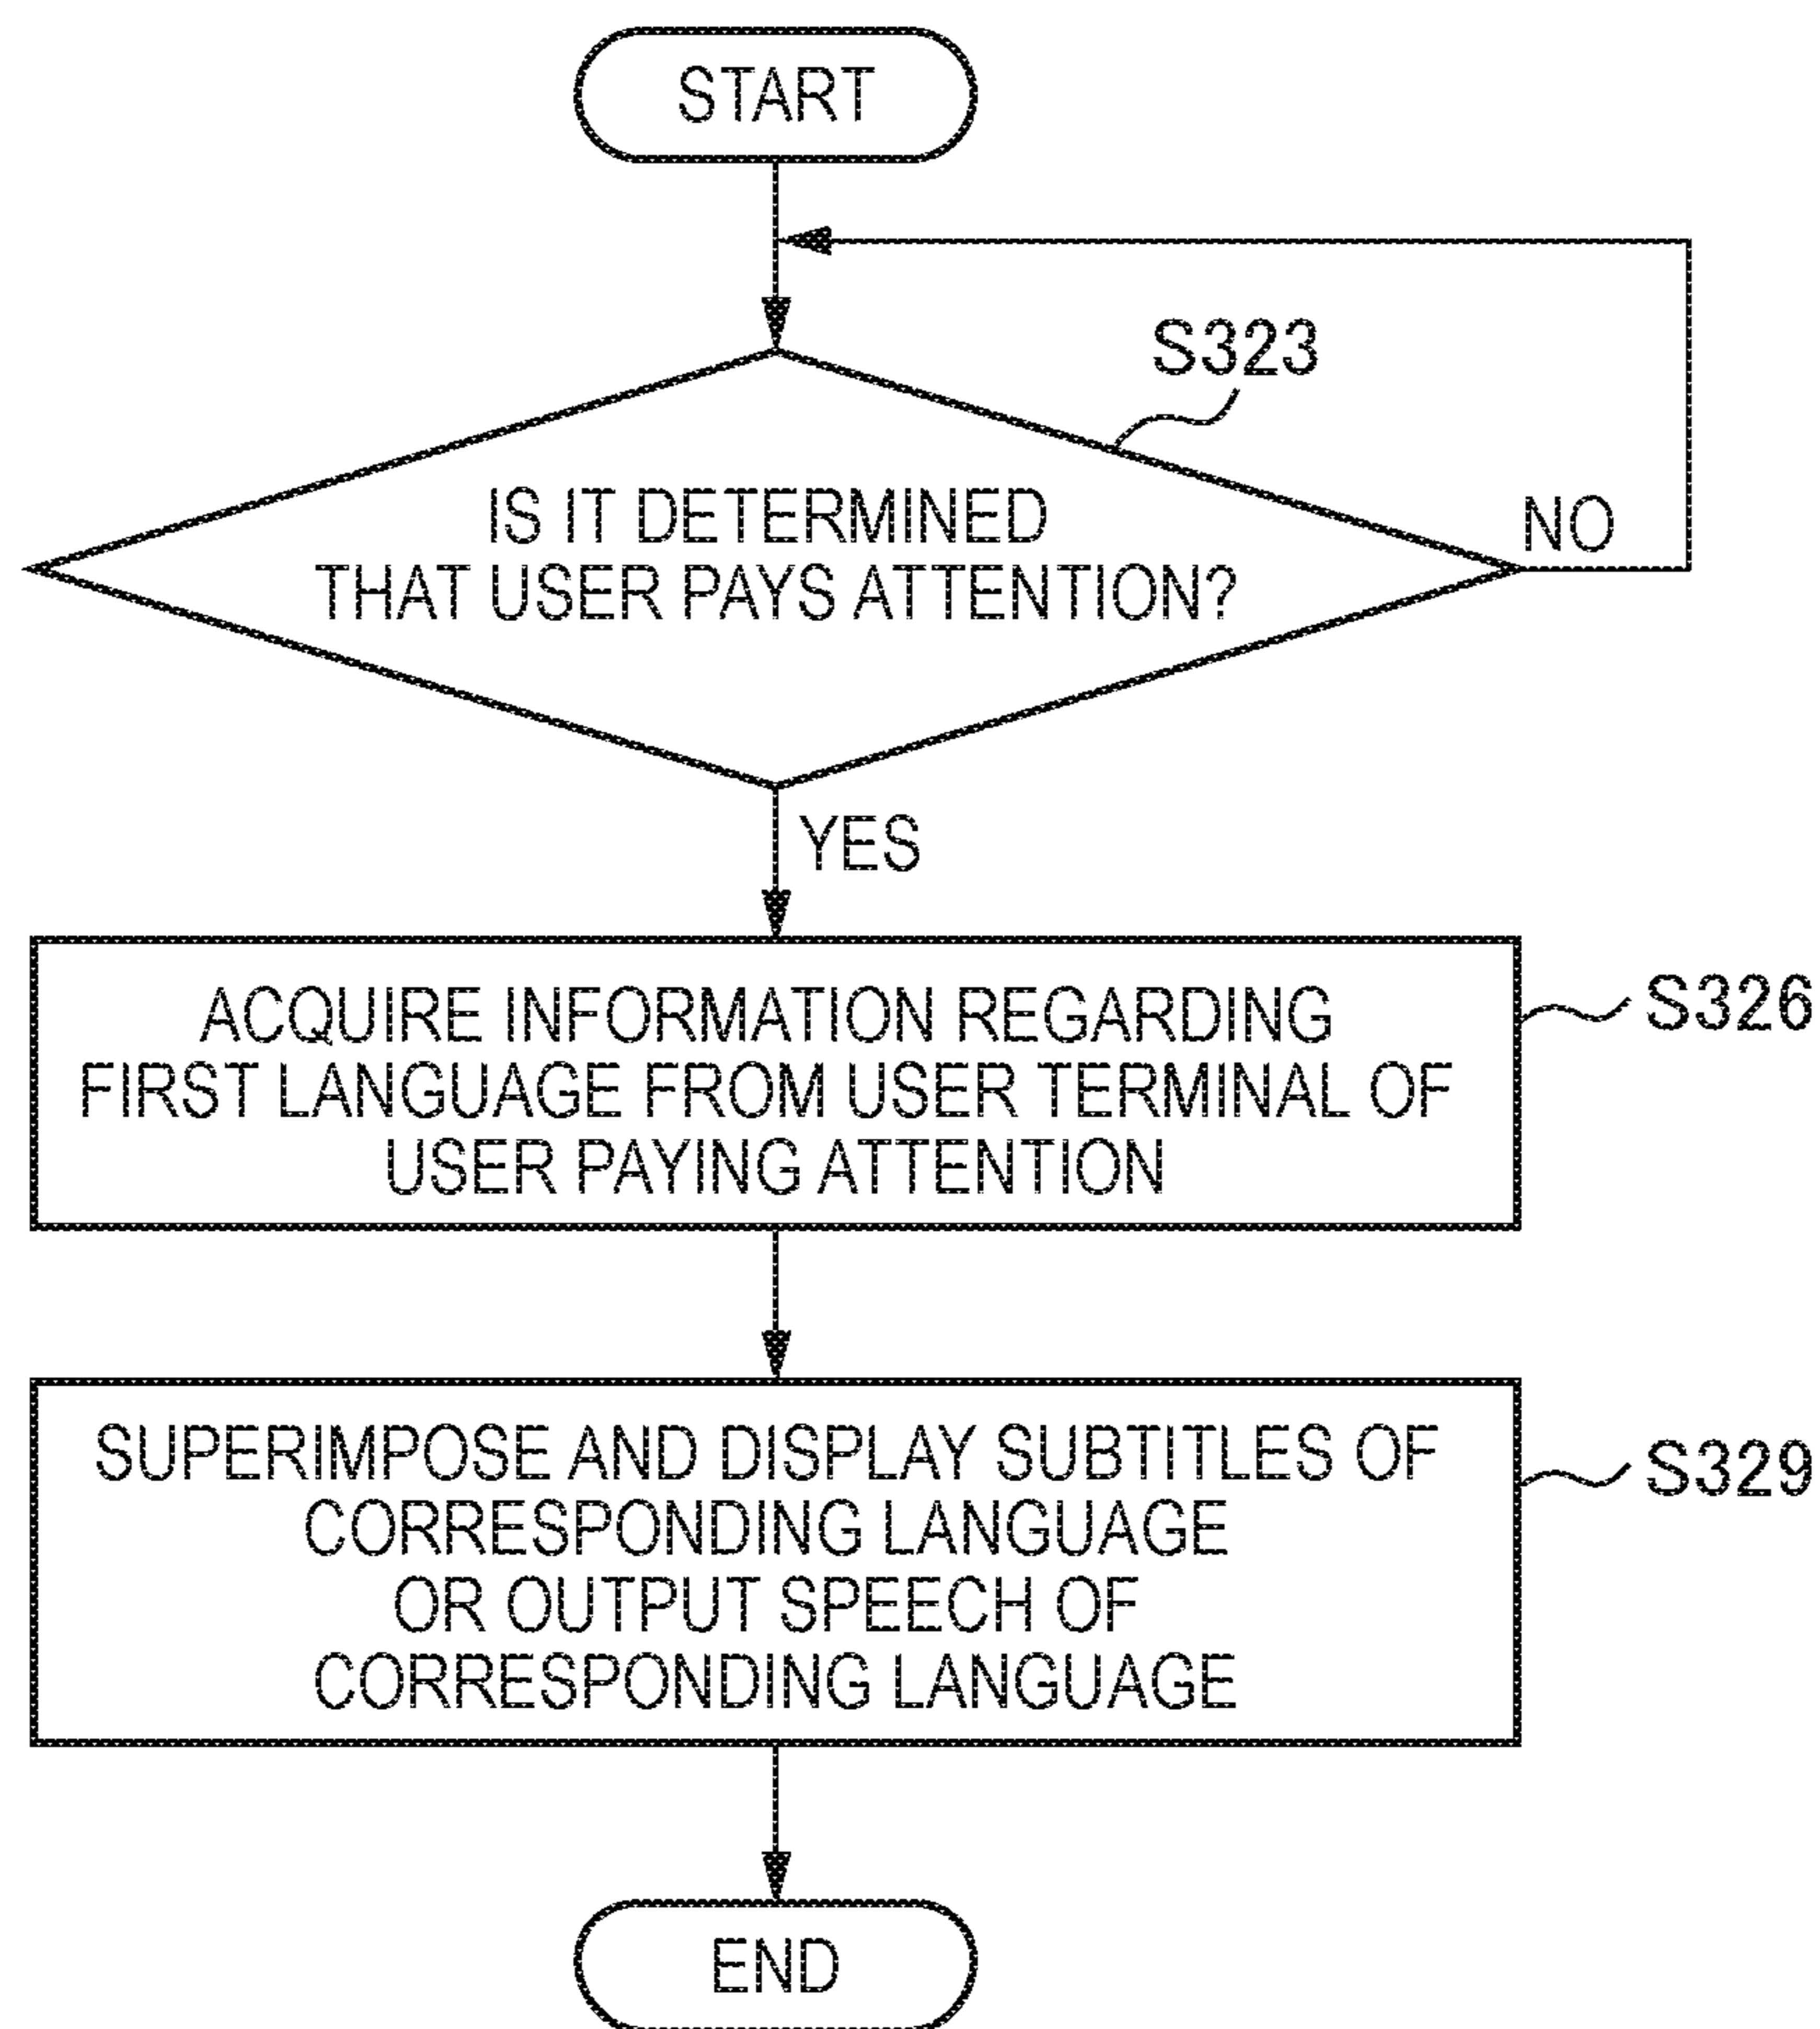 START
S323
IS IT DETERMINED
THAT USER PAYS ATTENTION?
NO
YES
ACQUIRE INFORMATION REGARDING
FIRST LANGUAGE FROM USER TERMINAL OF
USER PAYING ATTENTION
S326
SUPERIMPOSE AND DISPLAY SUBTITLES OF
CORRESPONDING LANGUAGE
OR OUTPUT SPEECH OF
CORRESPONDING LANGUAGE
S329
END